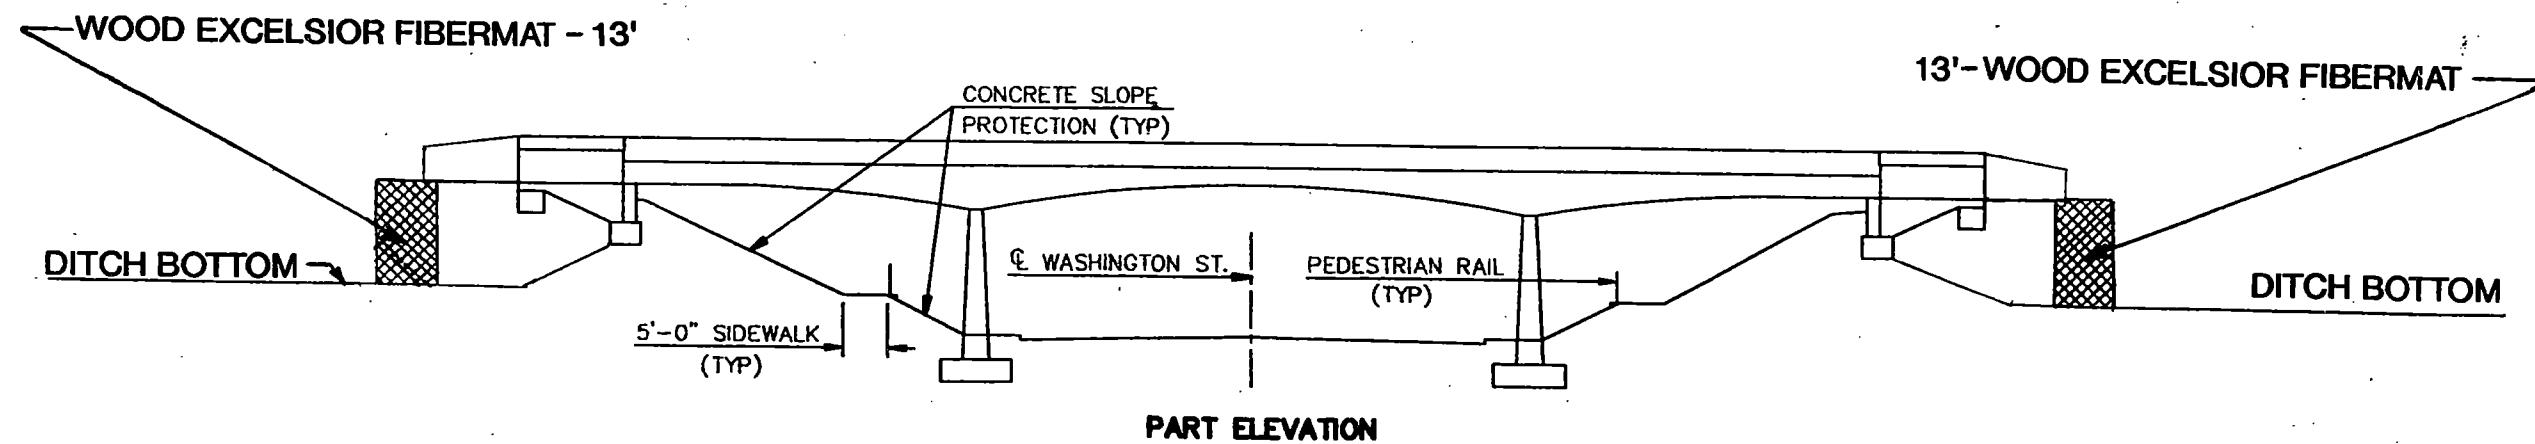 WOOD EXCELSIOR FIBERMAT - 13'
13'-WOOD EXCELSIOR FIBERMAT
CONCRETE SLOPE
PROTECTION (TYP)
DITCH BOTTOM
℄ WASHINGTON ST.
PEDESTRIAN RAIL
(TYP)
DITCH BOTTOM
5'-0" SIDEWALK
(TYP)
PART ELEVATION